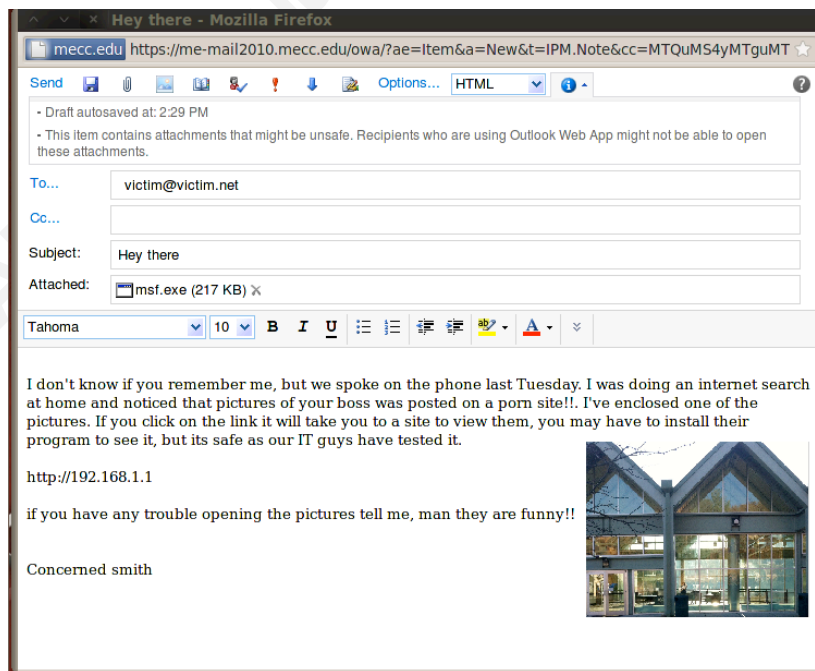 Hey there - Mozilla Firefox
mecc.edu https://me-mail2010.mecc.edu/owa/?ae=Item&a=New&t=IPM.Note&cc=MTQuMS4yMTguMT
Send Options... HTML
- Draft autosaved at: 2:29 PM
- This item contains attachments that might be unsafe. Recipients who are using Outlook Web App might not be able to open
these attachments.
To... victim@victim.net
Cc...
Subject: Hey there
Attached: msf.exe (217 KB)
Tahoma 10 B I U ab A
I don't know if you remember me, but we spoke on the phone last Tuesday. I was doing an internet search
at home and noticed that pictures of your boss was posted on a porn site!!. I've enclosed one of the
pictures. If you click on the link it will take you to a site to view them, you may have to install their
program to see it, but its safe as our IT guys have tested it.
http://192.168.1.1
if you have any trouble opening the pictures tell me, man they are funny!!
Concerned smith